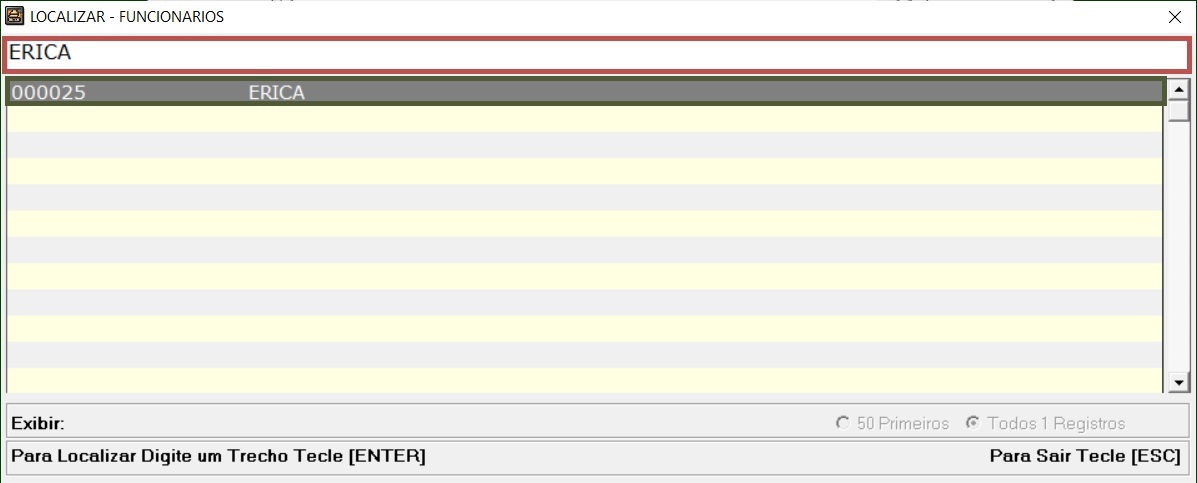 LOCALIZAR - FUNCIONARIOS
ERICA
000025 ERICA
Exibir: 50 Primeiros Todos 1 Registros
Para Localizar Digite um Trecho Tecle [ENTER] Para Sair Tecle [ESC]